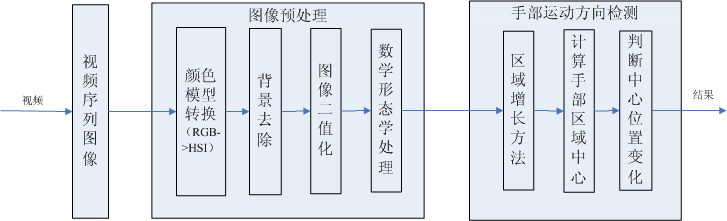 视频
视频序列图像
图像预处理
颜色
模型
转换
(RGB-
>HSI)
背景去除
图像二值化
数学形态学处理
手部运动方向检测
区域增长方法
计算手部区域中心
判断中心位置变化
结果